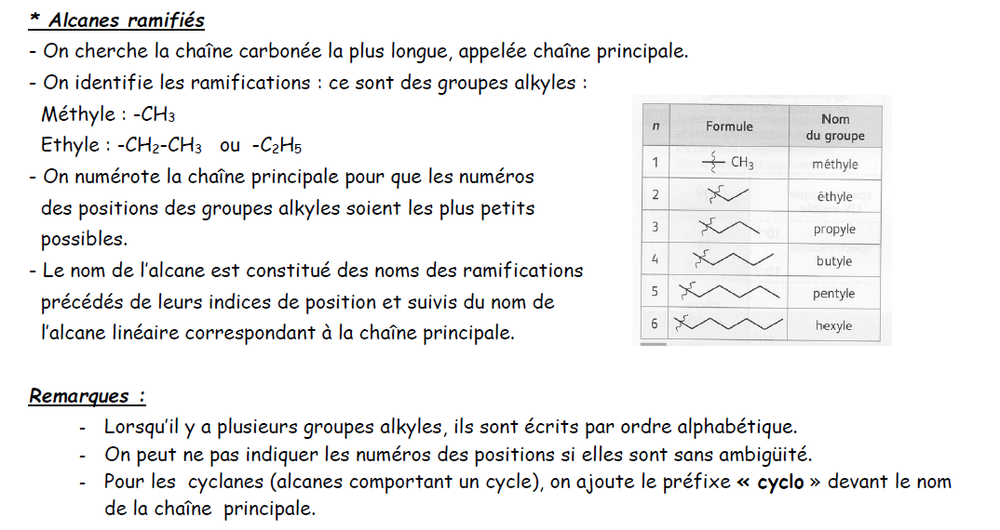 * Alcanes ramifiés
- On cherche la chaîne carbonée la plus longue, appelée chaîne principale.
- On identifie les ramifications : ce sont des groupes alkyles :
Méthyle : -CH3
Ethyle : -CH2-CH3 ou -C2H5
- On numérote la chaîne principale pour que les numéros
des positions des groupes alkyles soient les plus petits
possibles.
- Le nom de l'alcane est constitué des noms des ramifications
précédés de leurs indices de position et suivis du nom de
l'alcane linéaire correspondant à la chaîne principale.
n Formule Nom du groupe
1 CH3 méthyle
2 éthyle
3 propyle
4 butyle
5 pentyle
6 hexyle
Remarques :
- Lorsqu'il y a plusieurs groupes alkyles, ils sont écrits par ordre alphabétique.
- On peut ne pas indiquer les numéros des positions si elles sont sans ambigüité.
- Pour les cyclanes (alcanes comportant un cycle), on ajoute le préfixe « cyclo » devant le nom
de la chaîne principale.